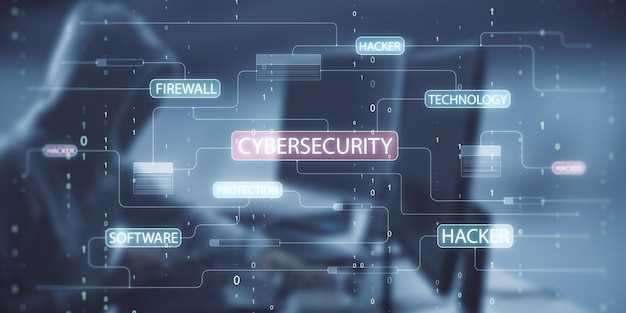 HACKER
FIREWALL
TECHNOLOGY
CYBERSECURITY
HACKER
PROTECTION
SOFTWARE
HACKER